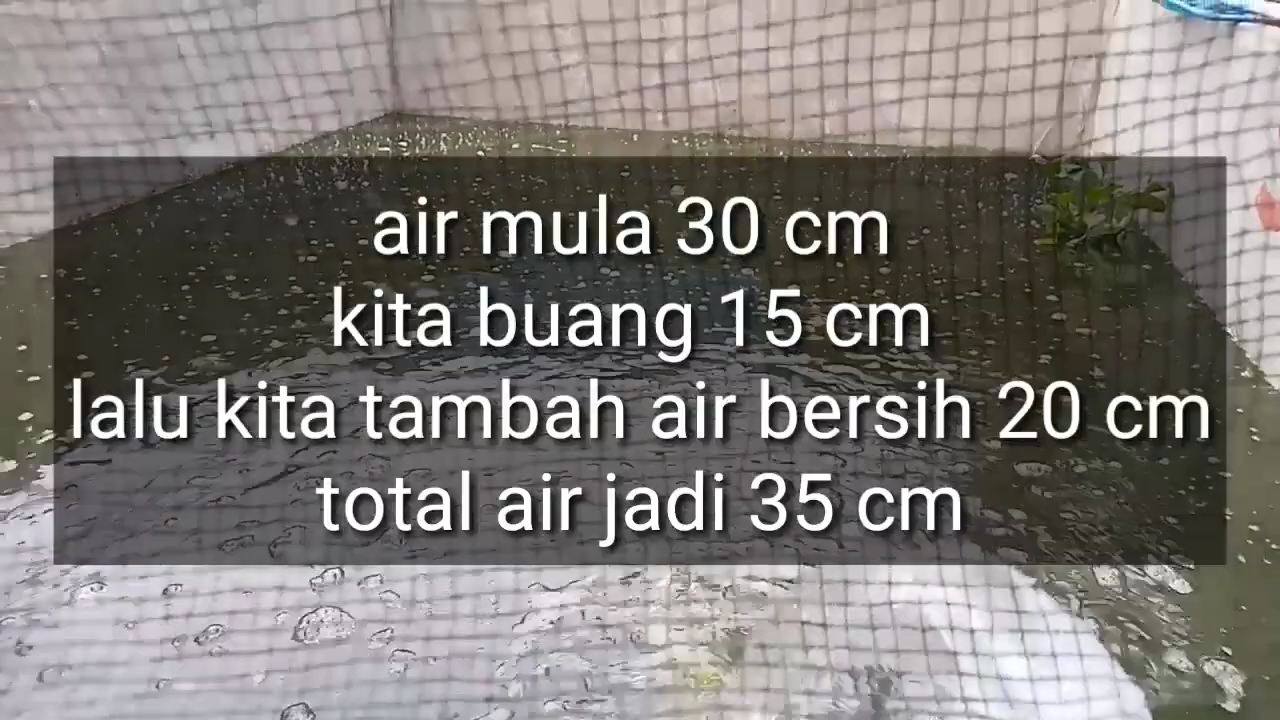 air mula 30 cm
kita buang 15 cm
lalu kita tambah air bersih 20 cm
total air jadi 35 cm